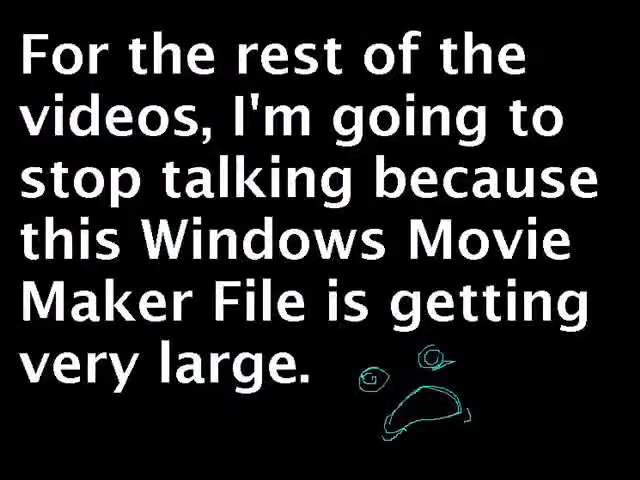 For the rest of the
videos, I'm going to
stop talking because
this Windows Movie
Maker File is getting
very large.